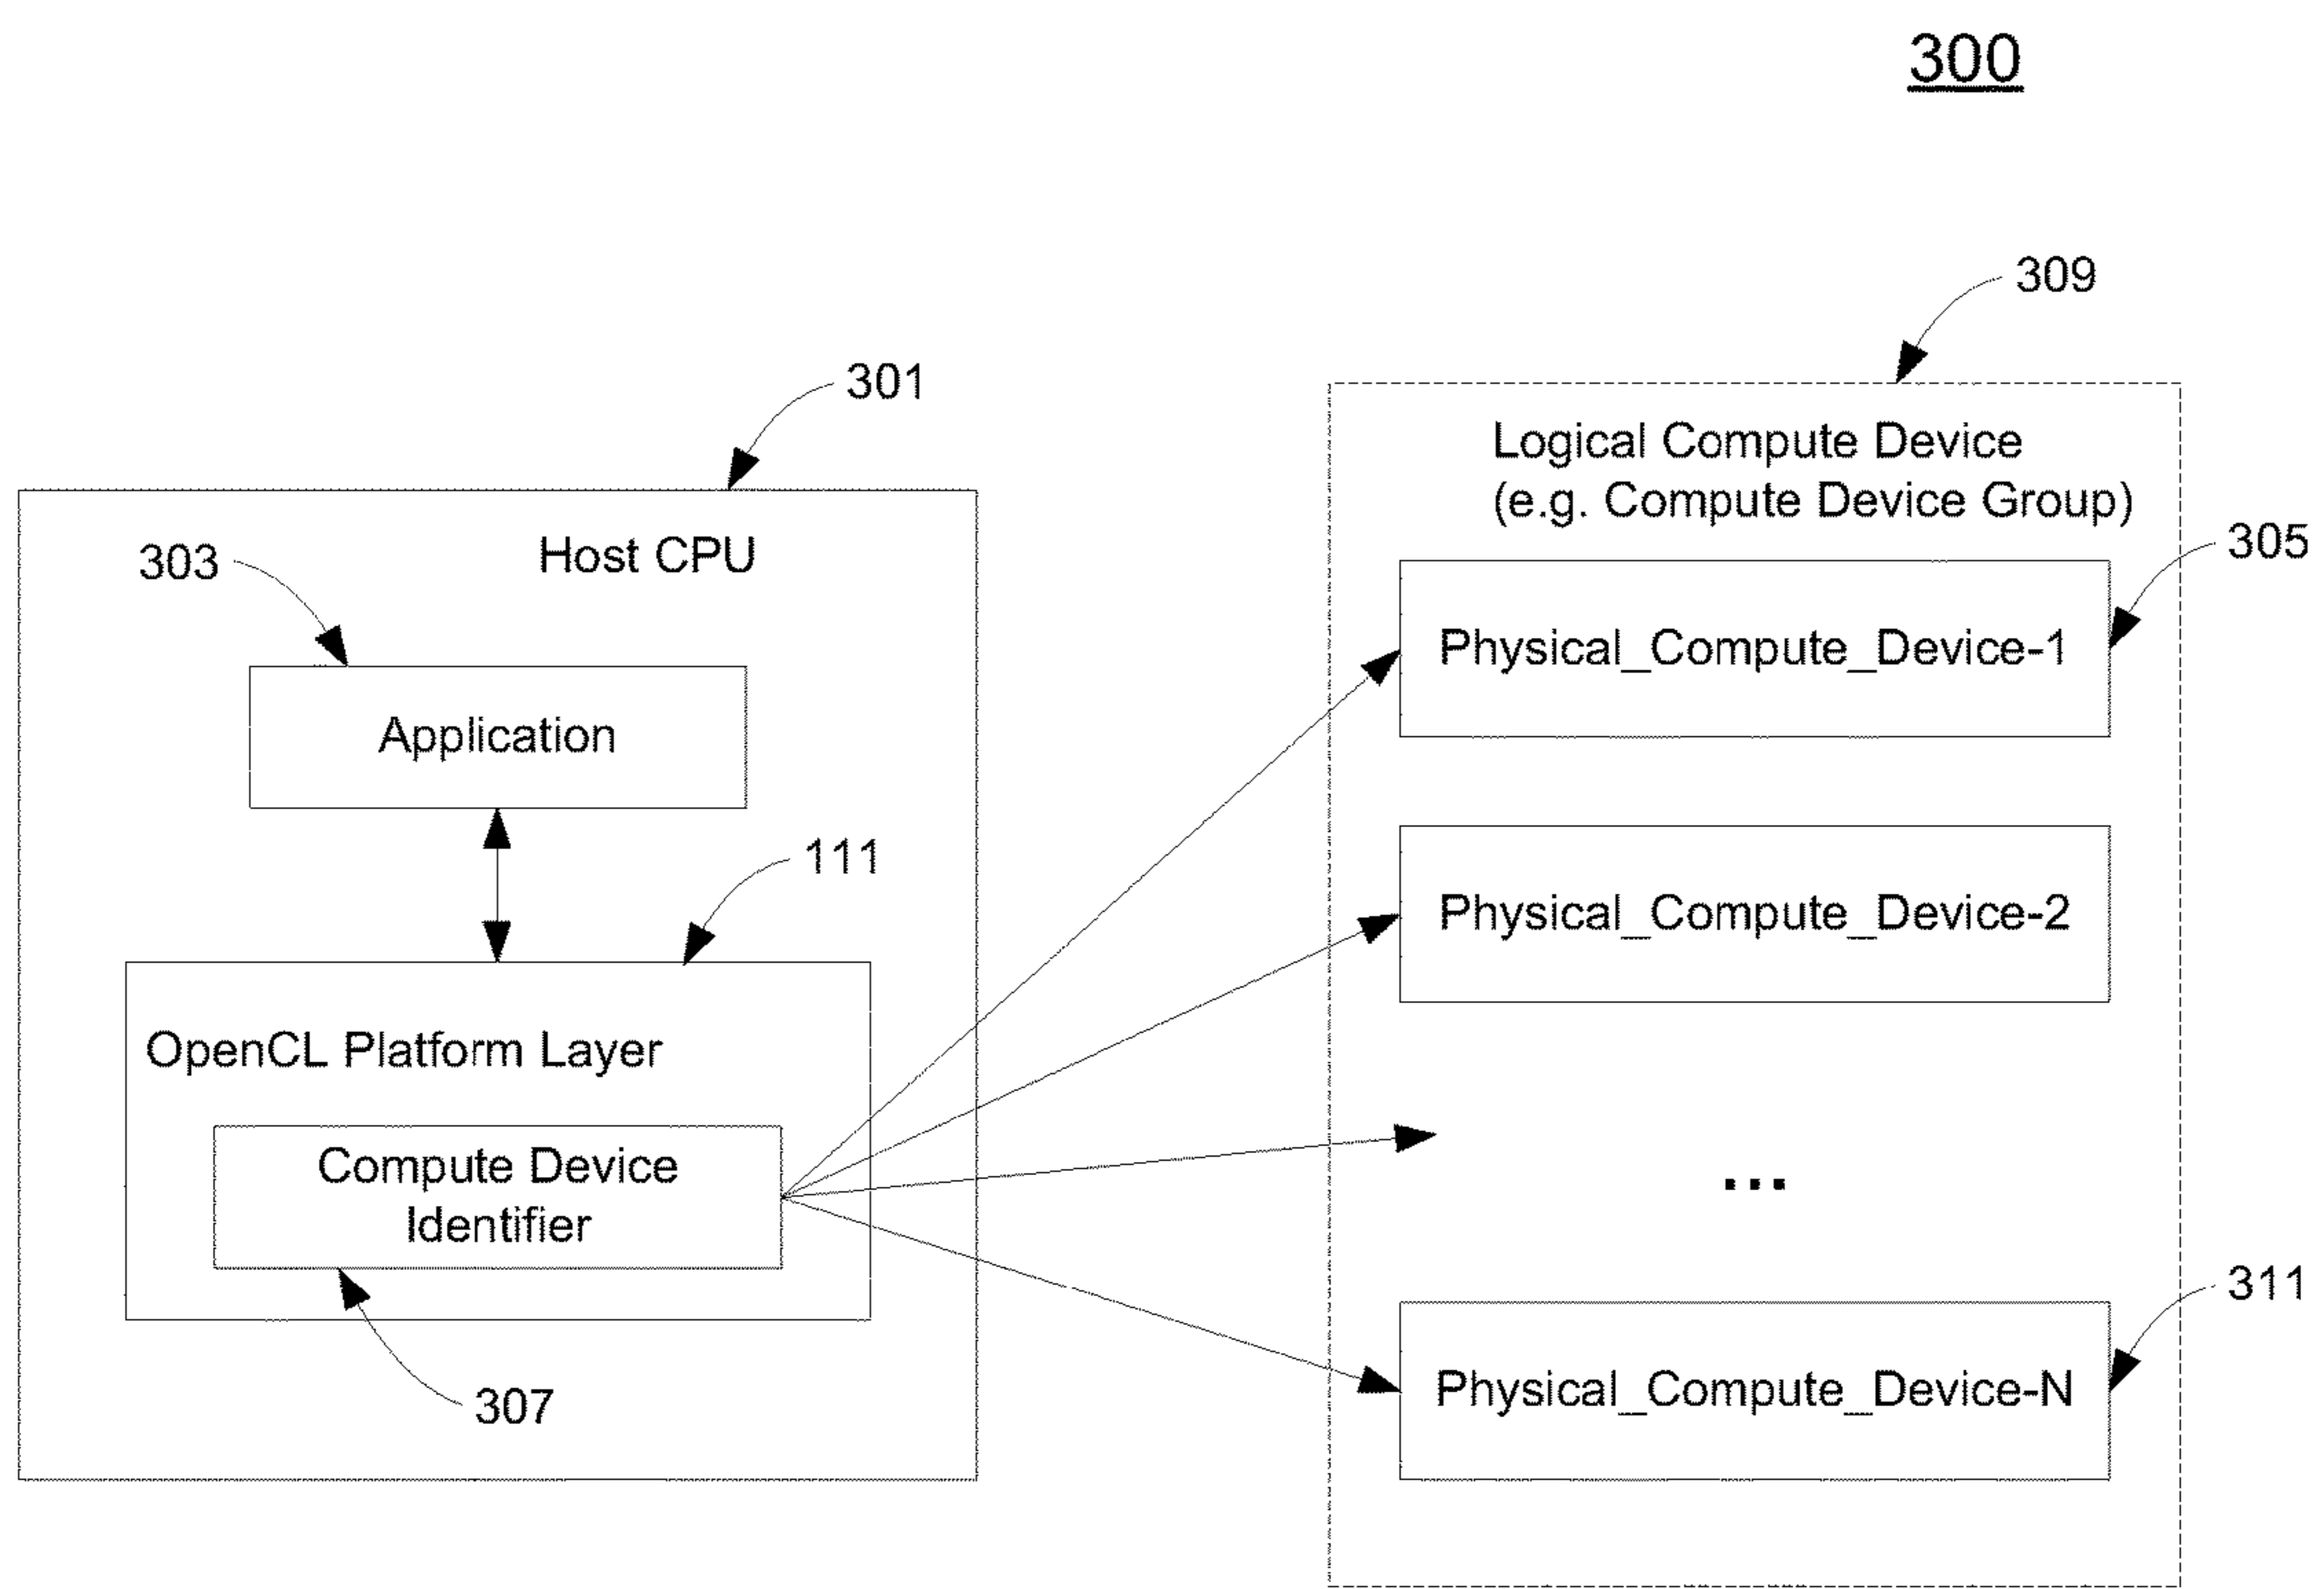 300
309
301
Logical Compute Device
(e.g. Compute Device Group)
Host CPU
303
305
Physical_Compute_Device-1
Application
111
Physical_Compute_Device-2
OpenCL Platform Layer
Compute Device
Identifier
...
311
307
Physical_Compute_Device-N